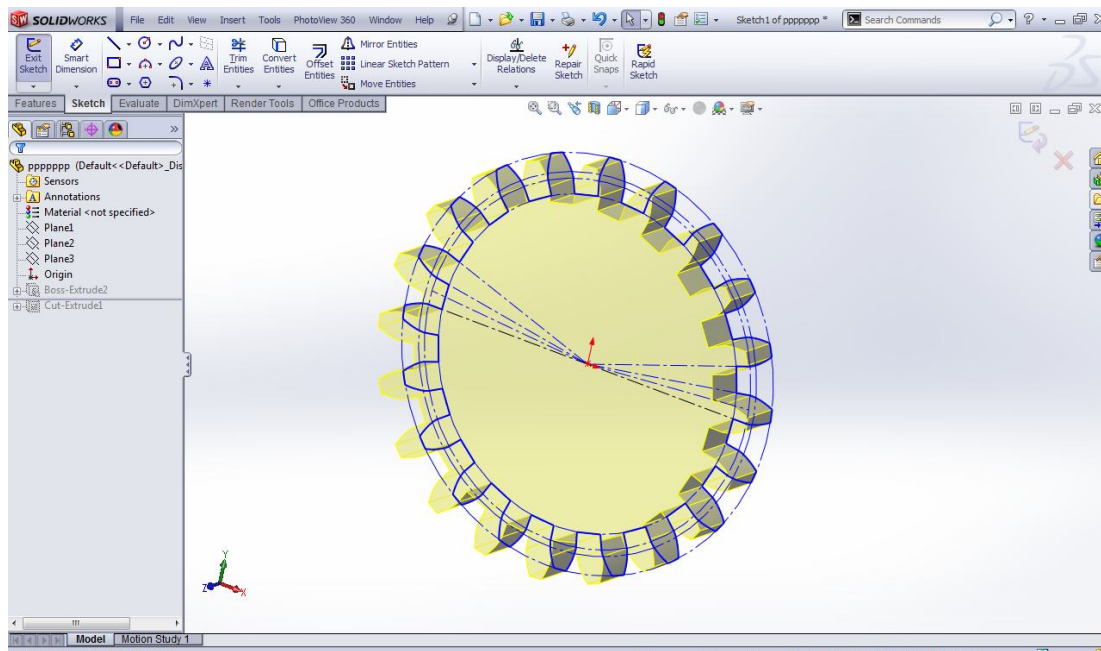 SOLIDWORKS File Edit View Insert Tools PhotoView 360 Window Help Sketch1 of ppppppp * Search Commands
Exit Sketch
Smart Dimension
Trim Entities
Convert Entities
Offset Entities
Mirror Entities
Linear Sketch Pattern
Move Entities
Display/Delete Relations
Repair Sketch
Quick Snaps
Rapid Sketch
Features Sketch Evaluate DimXpert Render Tools Office Products
ppppppp (Default<<Default>_Dis
Sensors
Annotations
Material <not specified>
Plane1
Plane2
Plane3
Origin
Boss-Extrude2
Cut-Extrude1
Y
Z
X
Model Motion Study 1